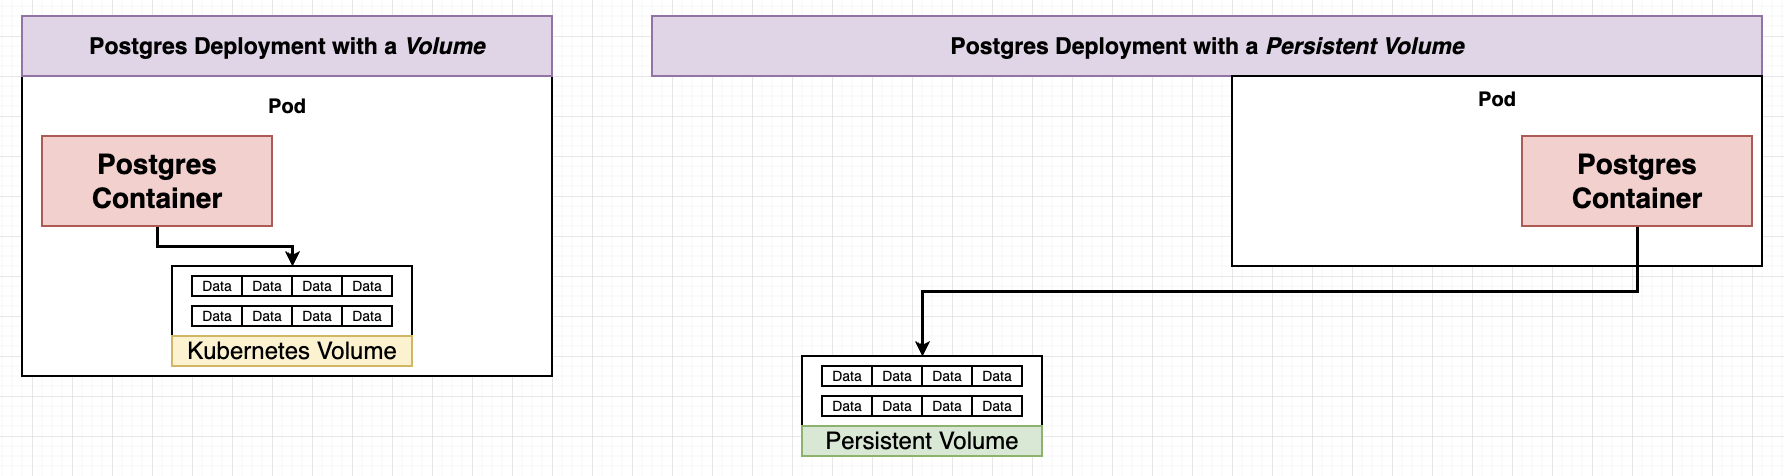 Postgres Deployment with a Volume
Pod
Postgres
Container
Data Data Data Data
Data Data Data Data
Kubernetes Volume
Postgres Deployment with a Persistent Volume
Pod
Postgres
Container
Data Data Data Data
Data Data Data Data
Persistent Volume